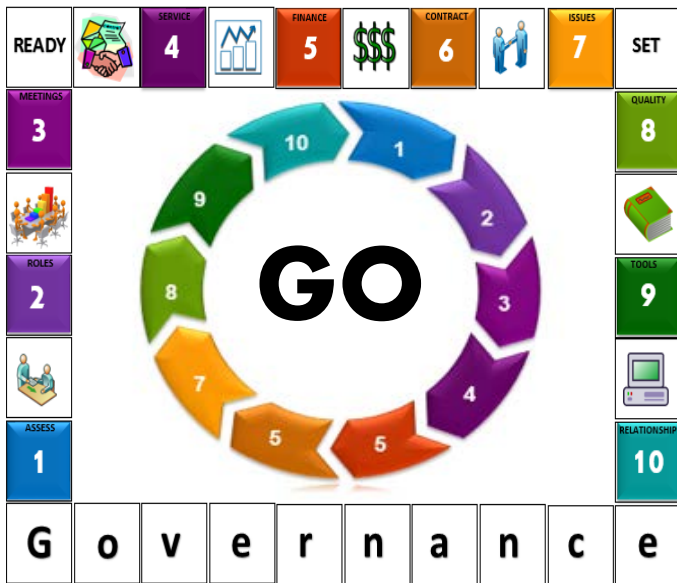 READY
SERVICE
4
FINANCE
5
$$$
CONTRACT
6
ISSUES
7
SET
MEETINGS
3
QUALITY
8
ROLES
2
TOOLS
9
ASSESS
1
RELATIONSHIP
10
10
1
9
2
GO
8
3
7
4
5
5
Governance